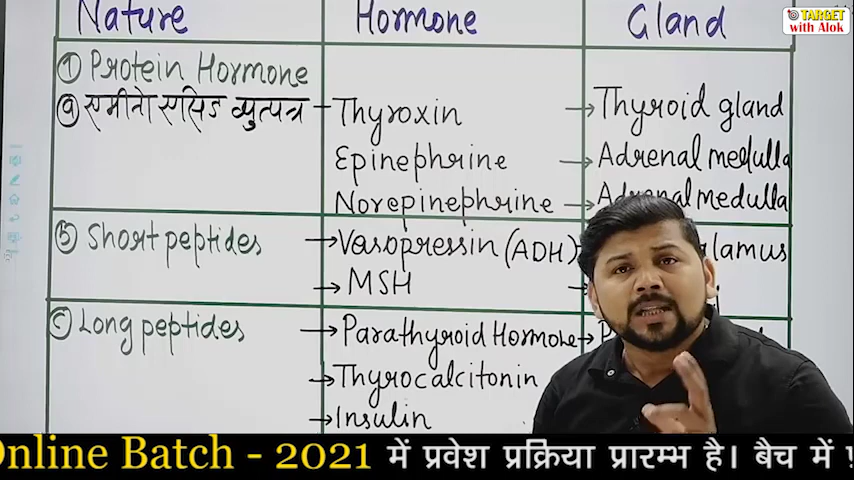 Nature Hormone Gland
TARGET
with Alok
① Protein Hormone
ⓐ एमीनो एसिड व्युत्पन्न - Thyroxin → Thyroid gland
Epinephrine → Adrenal medulla
Norepinephrine → Adrenal medulla
ⓑ Short peptides → Vasopressin (ADH) alamus
→ MSH
ⓒ Long peptides → Parathyroid Hormone →
→ Thyrocalcitonin
→ Insulin
Online Batch - 2021 में प्रवेश प्रक्रिया प्रारम्भ है। बैच में